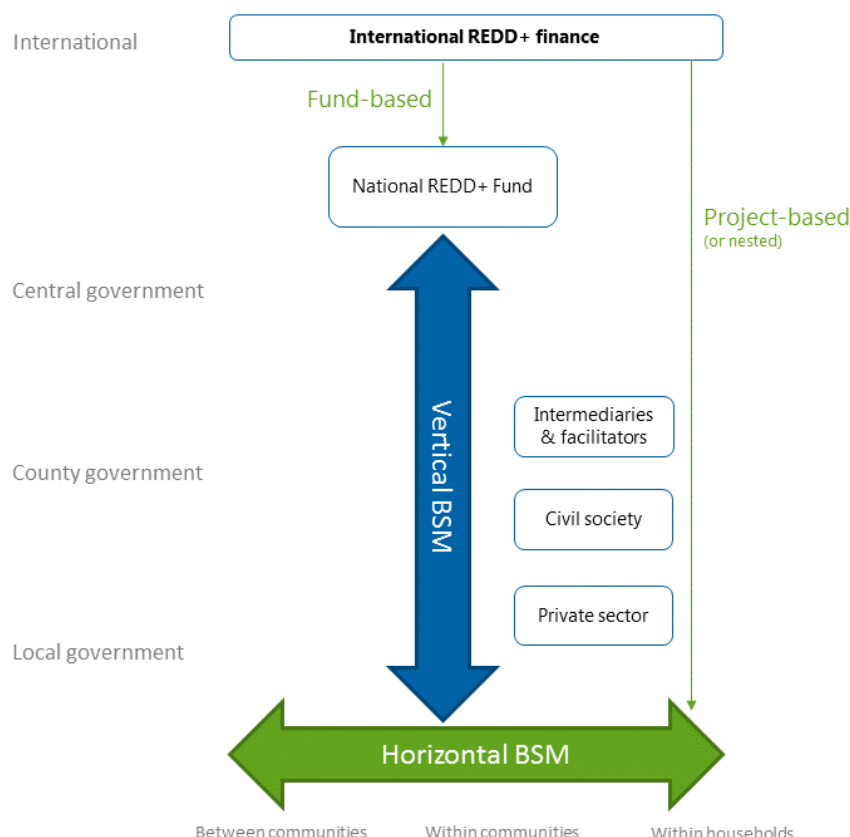 International
International REDD+ finance
Fund-based
National REDD+ Fund
Project-based
(or nested)
Central government
Vertical BSM
Intermediaries
& facilitators
County government
Civil society
Private sector
Local government
Horizontal BSM
Between communities
Within communities
Within households